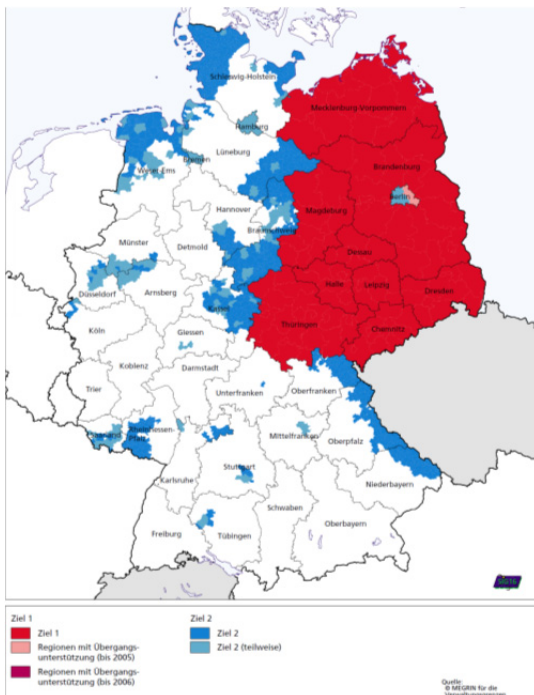 Schleswig-Holstein
Mecklenburg-Vorpommern
Hamburg
Lüneburg
Bremen
Weser-Ems
Brandenburg
Berlin
Hannover
Braunschweig
Magdeburg
Münster
Detmold
Dessau
Düsseldorf
Arnsberg
Kassel
Halle
Leipzig
Dresden
Köln
Giessen
Thüringen
Chemnitz
Koblenz
Darmstadt
Trier
Unterfranken
Oberfranken
Rheinhessen-
Pfalz
Mittelfranken
Oberpfalz
Karlsruhe
Stuttgart
Niederbayern
Schwaben
Freiburg
Tübingen
Oberbayern
Ziel 1
Ziel 1
Regionen mit Übergangs-
unterstützung (bis 2005)
Regionen mit Übergangs-
unterstützung (bis 2006)
Ziel 2
Ziel 2
Ziel 2 (teilweise)
Quelle:
© MEGRIN für die